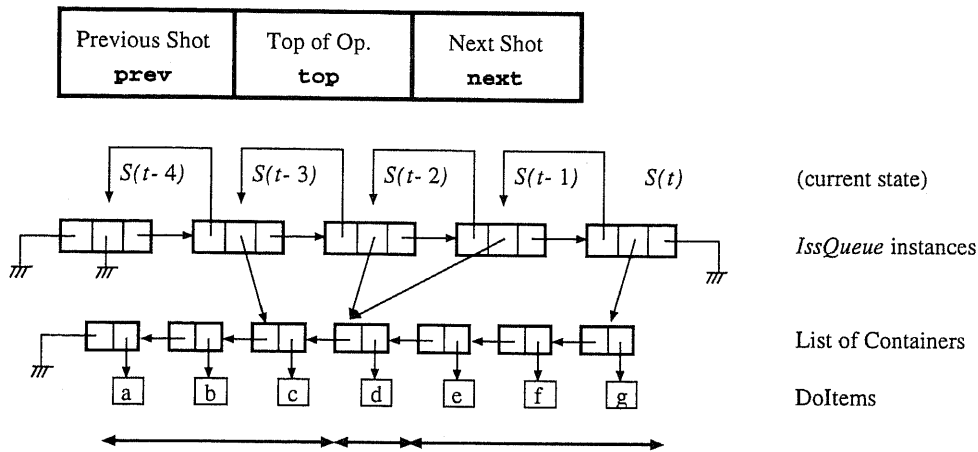 Previous Shot Top of Op. Next Shot
prev top next
S(t- 4) S(t- 3) S(t- 2) S(t- 1) S(t) (current state)
IssQueue instances
List of Containers
a b c d e f g DoItems